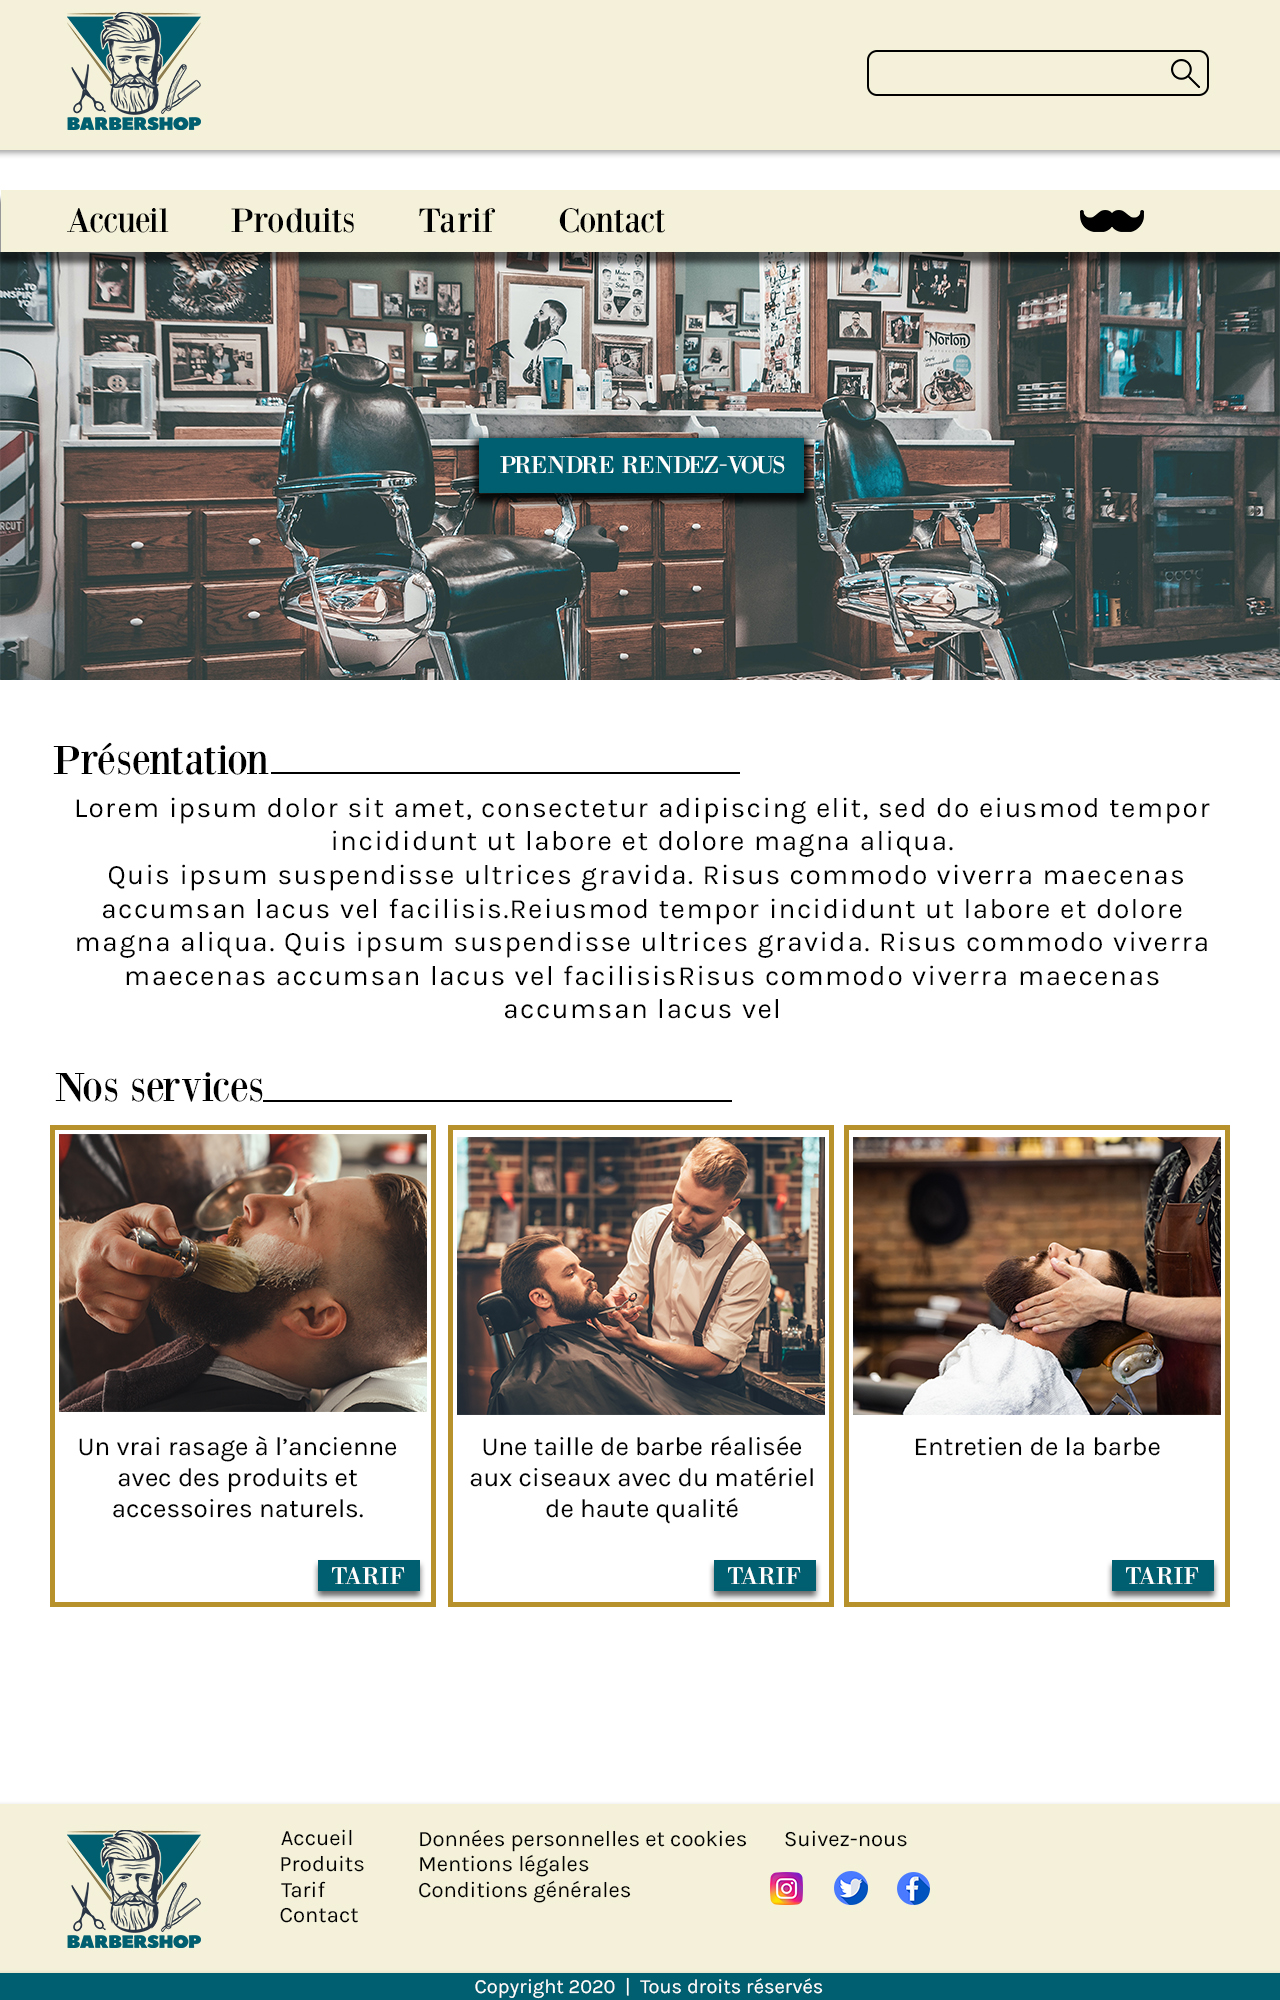 BARBERSHOP
Accueil Produits Tarif Contact
...TO
INSPIRE
YOU
Norton
RCUT
PRENDRE RENDEZ-VOUS
Présentation
Lorem ipsum dolor sit amet, consectetur adipiscing elit, sed do eiusmod tempor
incididunt ut labore et dolore magna aliqua.
Quis ipsum suspendisse ultrices gravida. Risus commodo viverra maecenas
accumsan lacus vel facilisis.Reiusmod tempor incididunt ut labore et dolore
magna aliqua. Quis ipsum suspendisse ultrices gravida. Risus commodo viverra
maecenas accumsan lacus vel facilisisRisus commodo viverra maecenas
accumsan lacus vel
Nos services
Un vrai rasage à l’ancienne
avec des produits et
accessoires naturels.
TARIF
Une taille de barbe réalisée
aux ciseaux avec du matériel
de haute qualité
TARIF
Entretien de la barbe
TARIF
BARBERSHOP
Accueil
Produits
Tarif
Contact
Données personnelles et cookies
Mentions légales
Conditions générales
Suivez-nous
Copyright 2020 | Tous droits réservés